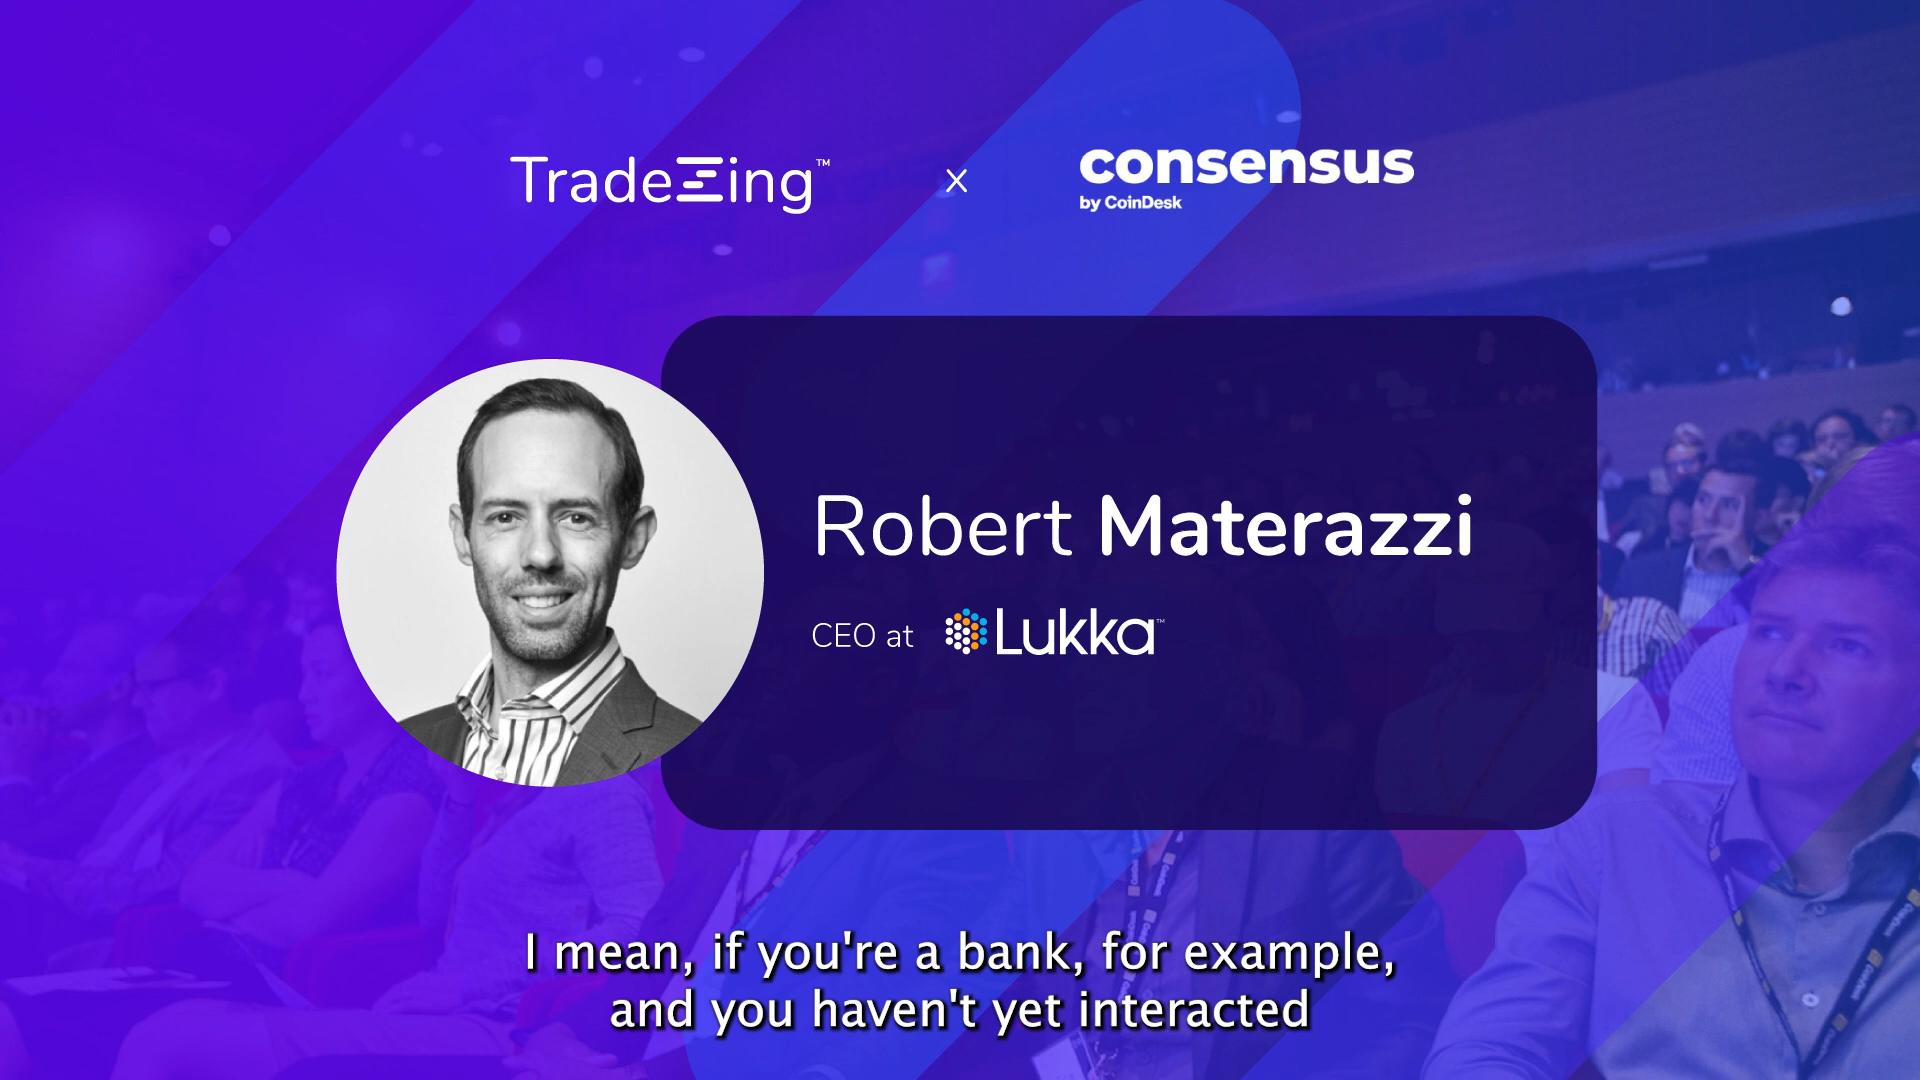 TradeZing™ x consensus
by CoinDesk
Robert Materazzi
CEO at Lukka™
I mean, if you're a bank, for example,
and you haven't yet interacted